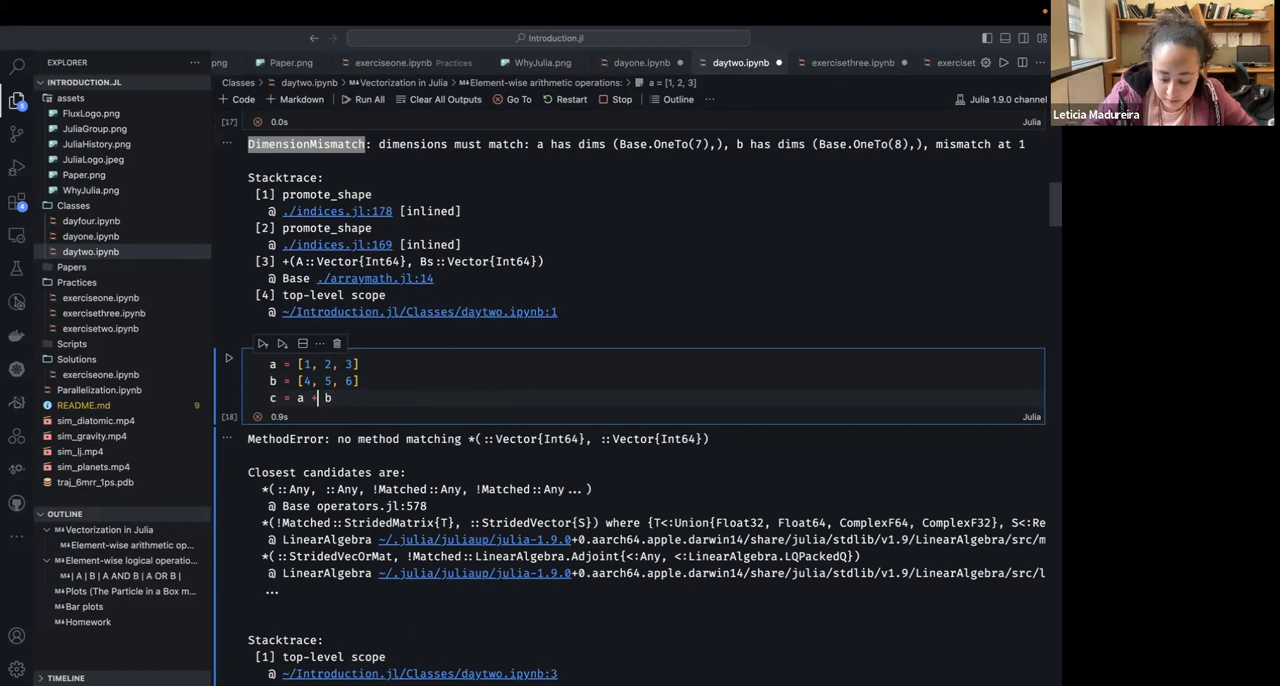 Introduction.jl
EXPLORER
png
Paper.png
exerciseone.ipynb Practices
WhyJulia.png
dayone.ipynb
daytwo.ipynb
exercisethree.ipynb
exerciset
INTRODUCTION.JL
Classes > daytwo.ipynb > M↓Vectorization in Julia > M↓Element-wise arithmetic operations: > a = [1, 2, 3]
assets
+ Code + Markdown Run All Clear All Outputs Go To Restart Stop Outline ... Julia 1.9.0 channel
FluxLogo.png
JuliaGroup.png
JuliaHistory.png
JuliaLogo.jpeg
Paper.png
WhyJulia.png
Classes
dayfour.ipynb
dayone.ipynb
daytwo.ipynb
Papers
Practices
exerciseone.ipynb
exercisethree.ipynb
exercisetwo.ipynb
Scripts
Solutions
exerciseone.ipynb
Parallelization.ipynb
README.md 9
sim_diatomic.mp4
sim_gravity.mp4
sim_lj.mp4
sim_planets.mp4
traj_6mrr_1ps.pdb
OUTLINE
M↓Vectorization in Julia
M↓Element-wise arithmetic op...
M↓Element-wise logical operatio...
M↓| A | B | A AND B | A OR B |
M↓Plots (The Particle in a Box m...
M↓Bar plots
M↓Homework
TIMELINE
5
4
[17] 0.0s Julia
DimensionMismatch: dimensions must match: a has dims (Base.OneTo(7),), b has dims (Base.OneTo(8),), mismatch at 1
Stacktrace:
[1] promote_shape
@ ./indices.jl:178 [inlined]
[2] promote_shape
@ ./indices.jl:169 [inlined]
[3] +(A::Vector{Int64}, Bs::Vector{Int64})
@ Base ./arraymath.jl:14
[4] top-level scope
@ ~/Introduction.jl/Classes/daytwo.ipynb:1
a = [1, 2, 3]
b = [4, 5, 6]
c = a + b
[18] 0.9s Julia
MethodError: no method matching *(::Vector{Int64}, ::Vector{Int64})
Closest candidates are:
*(::Any, ::Any, !Matched::Any, !Matched::Any...)
@ Base operators.jl:578
*(!Matched::StridedMatrix{T}, ::StridedVector{S}) where {T<:Union{Float32, Float64, ComplexF64, ComplexF32}, S<:Re
@ LinearAlgebra ~/.julia/juliaup/julia-1.9.0+0.aarch64.apple.darwin14/share/julia/stdlib/v1.9/LinearAlgebra/src/m
*(::StridedVecOrMat, !Matched::LinearAlgebra.Adjoint{<:Any, <:LinearAlgebra.LQPackedQ})
@ LinearAlgebra ~/.julia/juliaup/julia-1.9.0+0.aarch64.apple.darwin14/share/julia/stdlib/v1.9/LinearAlgebra/src/l
...
Stacktrace:
[1] top-level scope
@ ~/Introduction.jl/Classes/daytwo.ipynb:3
Leticia Madureira